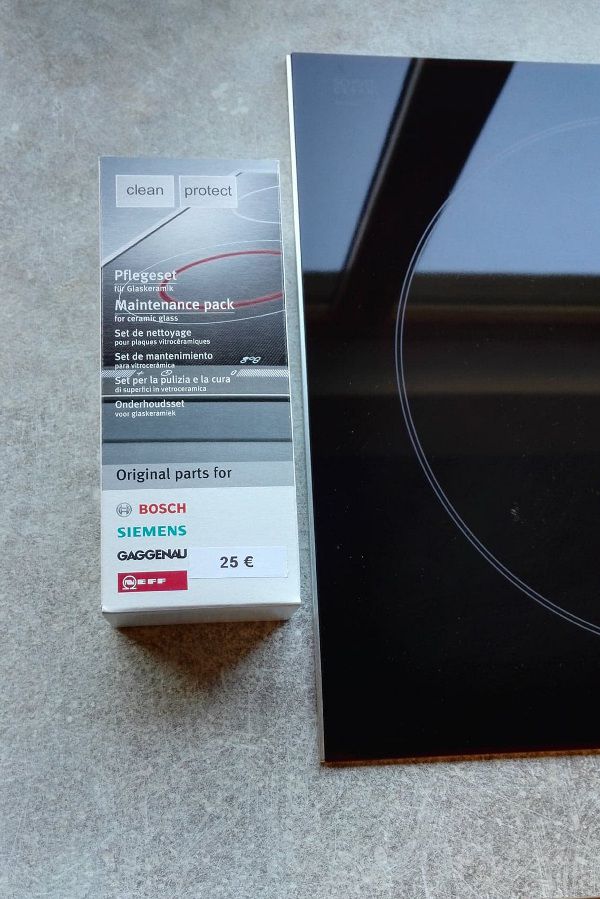 clean protect
Pflegeset
für Glaskeramik
Maintenance pack
for ceramic glass
Set de nettoyage
pour plaques vitrocéramiques
Set de mantenimiento
para vitrocerámica
Set per la pulizia e la cura
di superfici in vetroceramica
Onderhoudsset
voor glaskeramiek
Original parts for
BOSCH
SIEMENS
GAGGENAU
25 €
NEFF